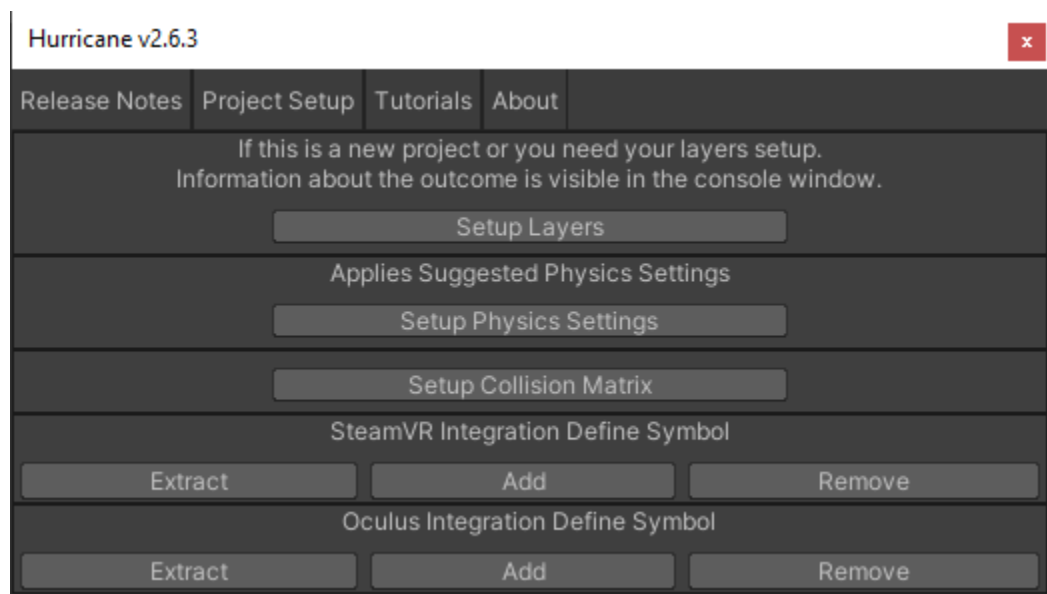 Hurricane v2.6.3
x
Release Notes Project Setup Tutorials About
If this is a new project or you need your layers setup.
Information about the outcome is visible in the console window.
Setup Layers
Applies Suggested Physics Settings
Setup Physics Settings
Setup Collision Matrix
SteamVR Integration Define Symbol
Extract Add Remove
Oculus Integration Define Symbol
Extract Add Remove